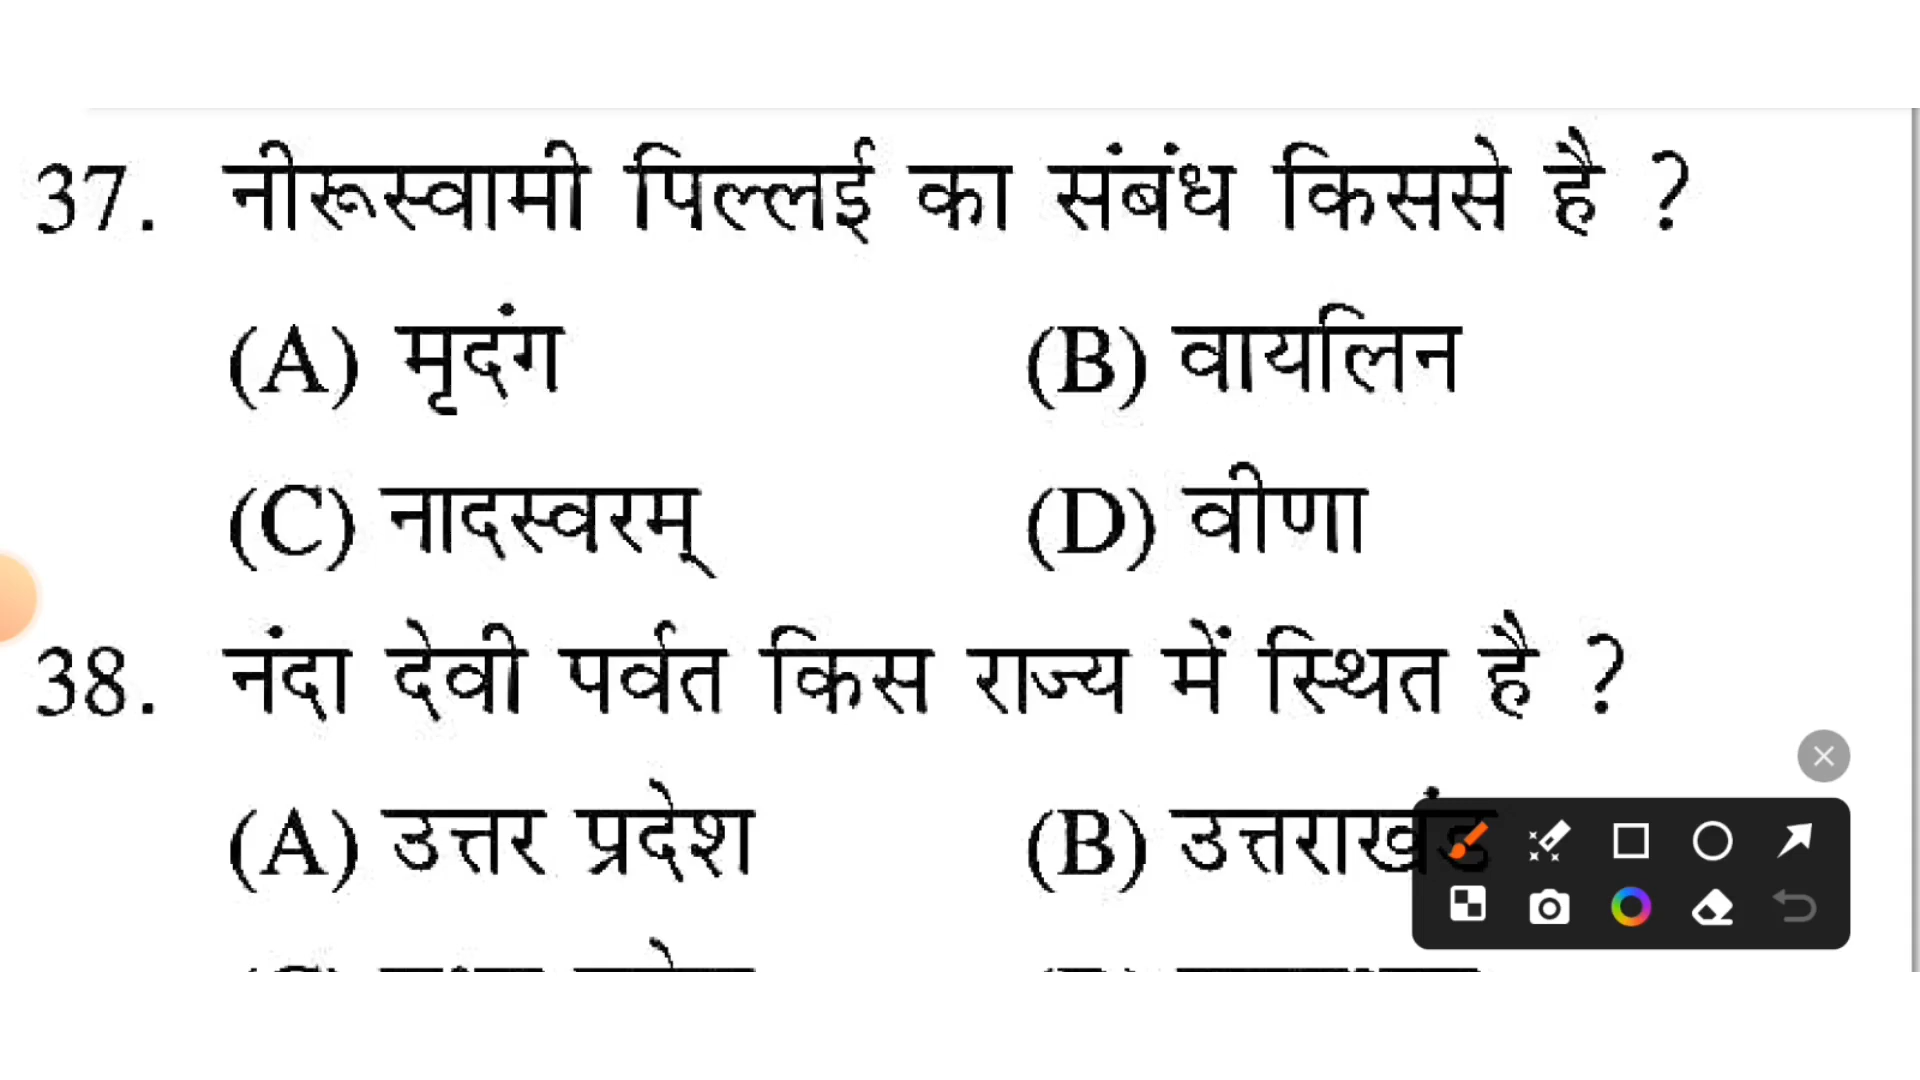 37. नीरूस्वामी पिल्लई का संबंध किससे है ?
(A) मृदंग (B) वायलिन
(C) नादस्वरम् (D) वीणा
38. नंदा देवी पर्वत किस राज्य में स्थित है ?
(A) उत्तर प्रदेश (B) उत्तराखंड